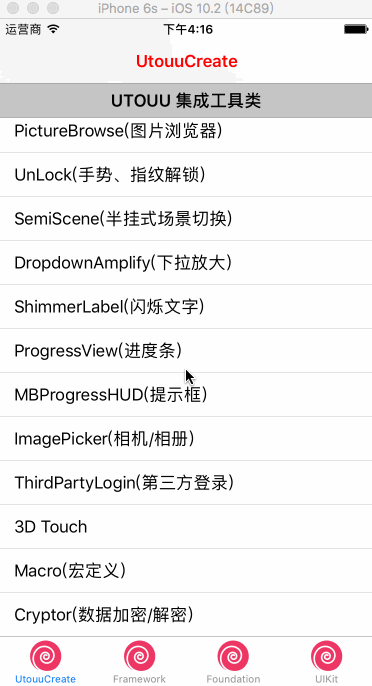 iPhone 6s – iOS 10.2 (14C89)
运营商 下午4:16
UtouuCreate
UTOUU 集成工具类
PictureBrowse(图片浏览器)
UnLock(手势、指纹解锁)
SemiScene(半挂式场景切换)
DropdownAmplify(下拉放大)
ShimmerLabel(闪烁文字)
ProgressView(进度条)
MBProgressHUD(提示框)
ImagePicker(相机/相册)
ThirdPartyLogin(第三方登录)
3D Touch
Macro(宏定义)
Cryptor(数据加密/解密)
UtouuCreate Framework Foundation UIKit